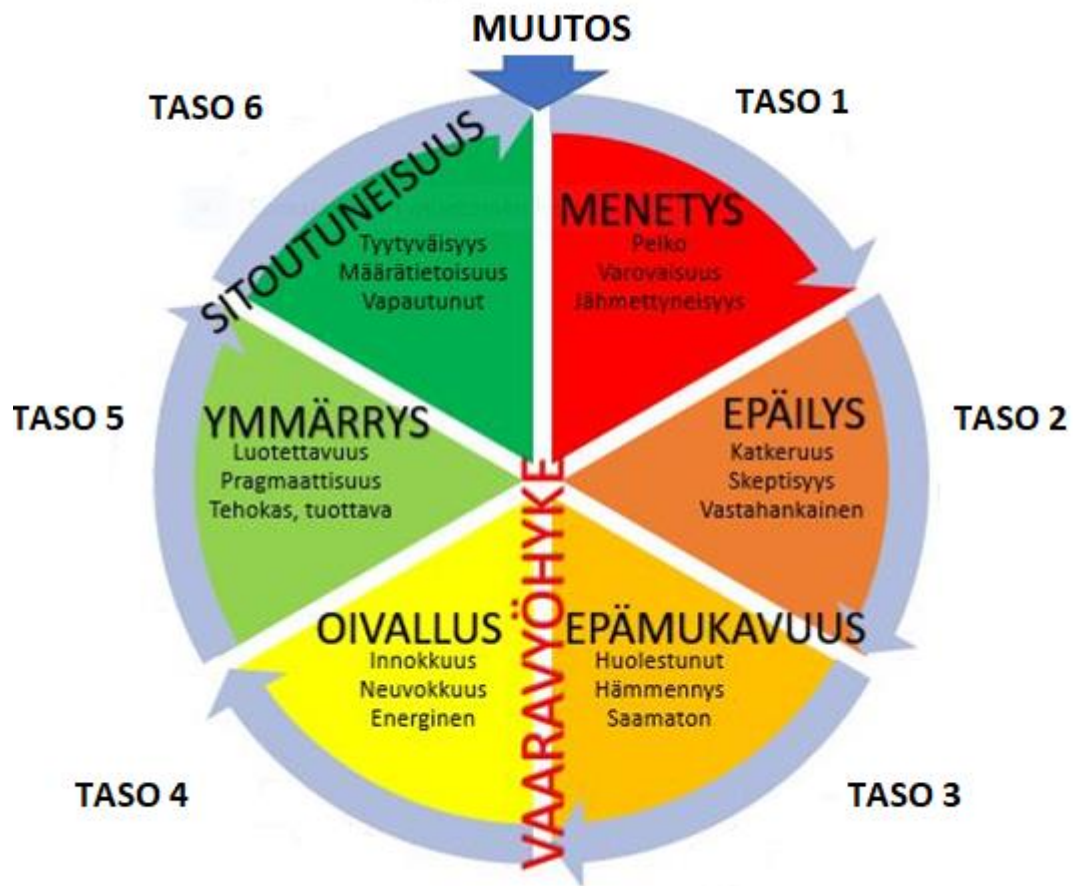 MUUTOS
TASO 1
MENETYS
Pelko
Varovaisuus
Jähmettyneisyys
TASO 2
EPÄILYS
Katkeruus
Skeptisyys
Vastahankainen
TASO 3
EPÄMUKAVUUS
Huolestunut
Hämmennys
Saamaton
VAARAVYÖHYKE
TASO 4
OIVALLUS
Innokkuus
Neuvokkuus
Energinen
TASO 5
YMMÄRRYS
Luotettavuus
Pragmaattisuus
Tehokas, tuottava
TASO 6
SITOUTUNEISUUS
Tyytyväisyys
Määrätietoisuus
Vapautunut